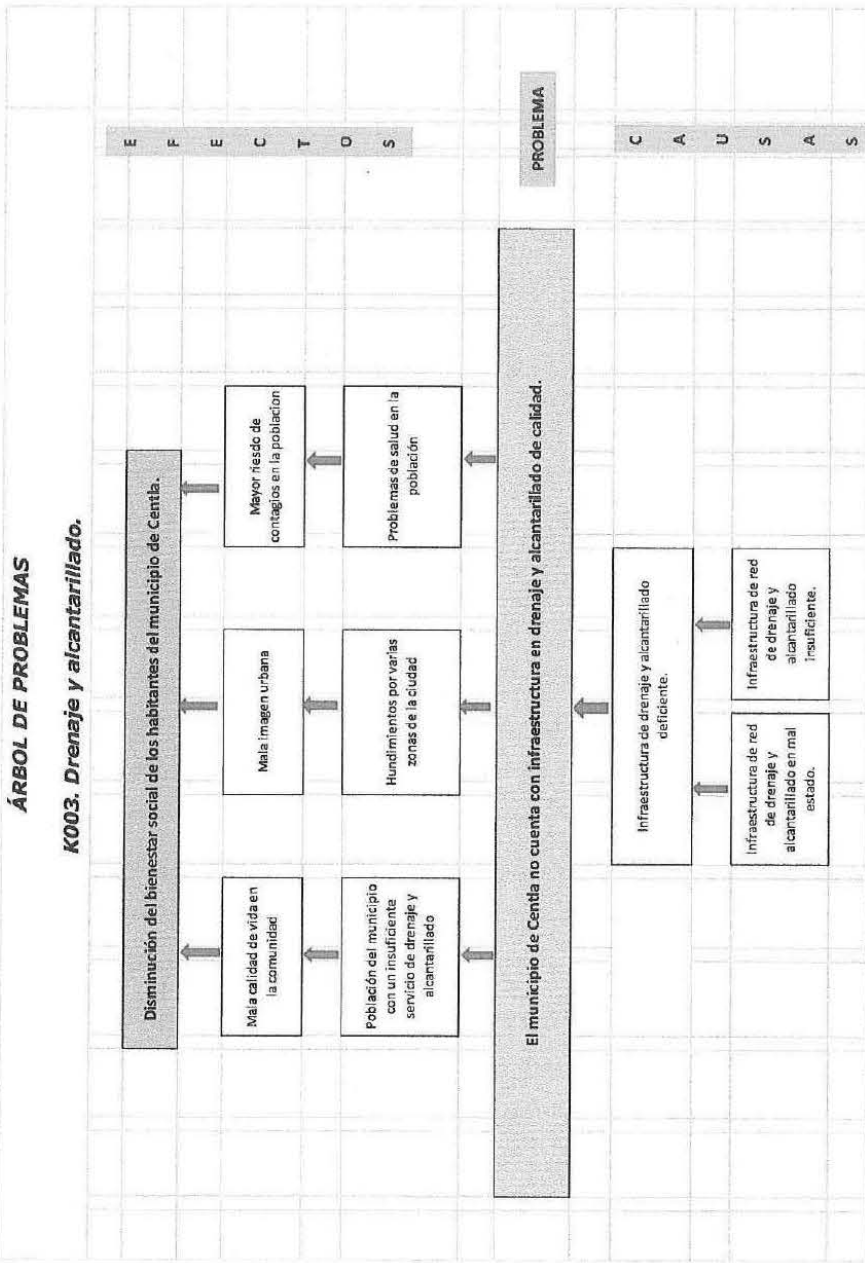 ÁRBOL DE PROBLEMAS
K003. Drenaje y alcantarillado.
Disminución del bienestar social de los habitantes del municipio de Centla.
Mala calidad de vida en
la comunidad
Mala imagen urbana
Mayor riesdo de
contagios en la poblacion
Población del municipio
con un insuficiente
servicio de drenaje y
alcantarillado
Hundimientos por varias
zonas de la ciudad
Problemas de salud en la
población
E
F
E
C
T
O
S
El municipio de Centla no cuenta con infraestructura en drenaje y alcantarillado de calidad.
PROBLEMA
Infraestructura de drenaje y alcantarillado
deficiente.
Infraestructura de red
de drenaje y
alcantarillado en mal
estado.
Infraestructura de red
de drenaje y
alcantarillado
insuficiente.
C
A
U
S
A
S